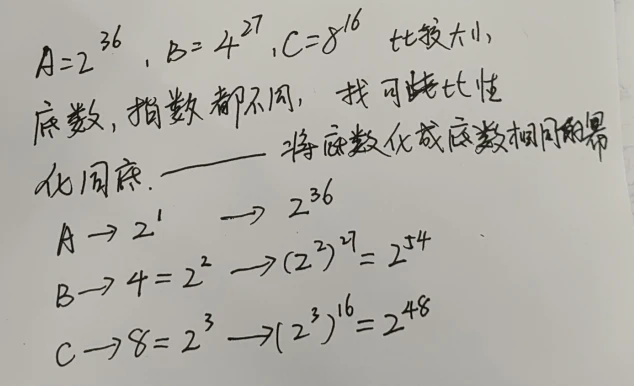 A=2^36，B=4^27，C=8^16 比较大小，
底数，指数都不同，找可比性
化同底．—— 将底数化成底数相同的幂
A → 2^1 → 2^36
B → 4=2^2 → (2^2)^27=2^54
C → 8=2^3 → (2^3)^16=2^48